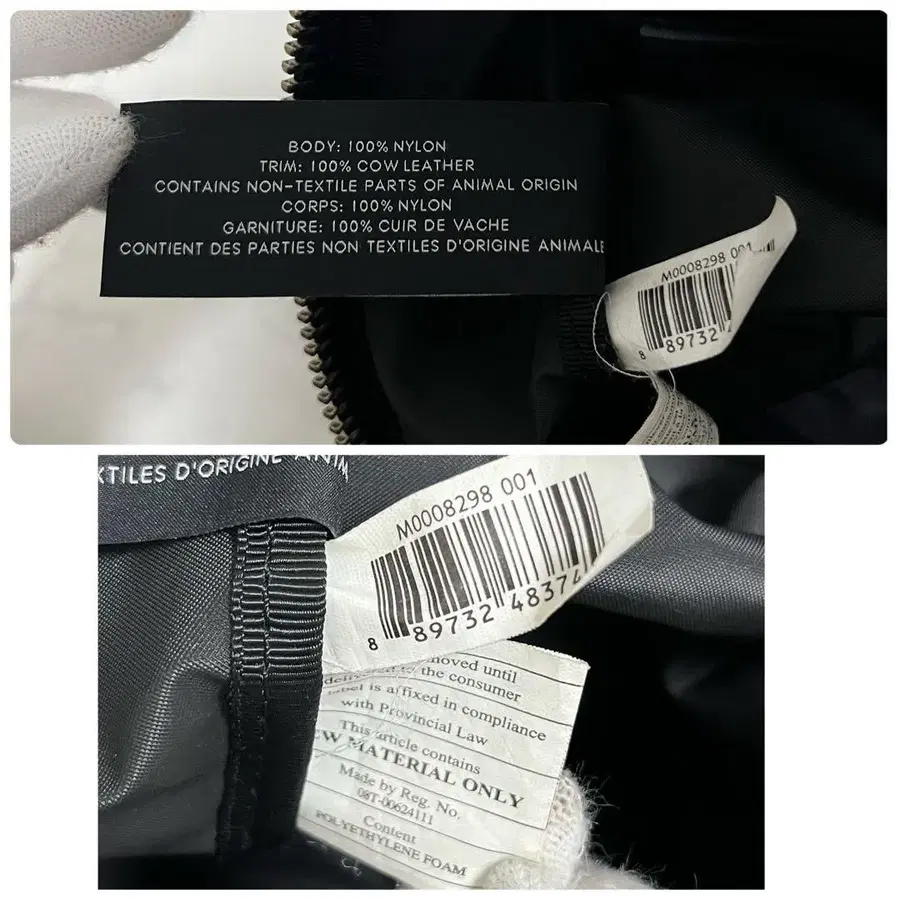 BODY: 100% NYLON
TRIM: 100% COW LEATHER
CONTAINS NON-TEXTILE PARTS OF ANIMAL ORIGIN
CORPS: 100% NYLON
GARNITURE: 100% CUIR DE VACHE
CONTIENT DES PARTIES NON TEXTILES D'ORIGINE ANIMALE
M0008298 001
8 89732
XTILES D'ORIGINE ANIM
M0008298 001
8 89732 48374
moved until
the consumer
label is affixed in compliance
with Provincial Law
This article contains
W MATERIAL ONLY
Made by Reg. No.
08T-00624111
Content
POLYETHYLENE FOAM